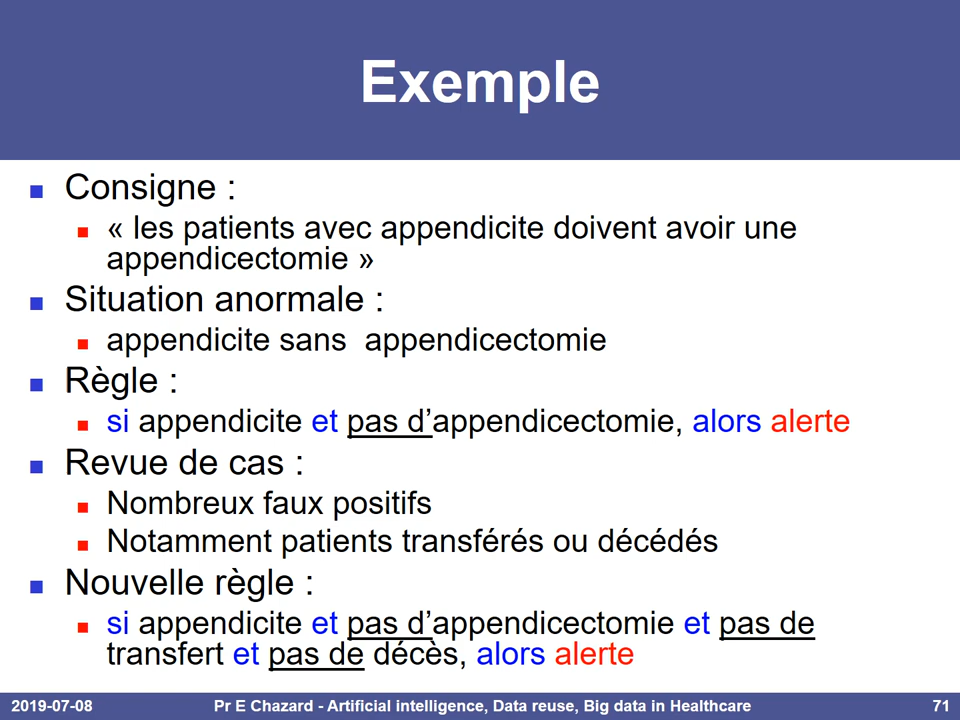 Exemple
Consigne :
« les patients avec appendicite doivent avoir une
appendicectomie »
Situation anormale :
appendicite sans  appendicectomie
Règle :
si appendicite et pas d’appendicectomie, alors alerte
Revue de cas :
Nombreux faux positifs
Notamment patients transférés ou décédés
Nouvelle règle :
si appendicite et pas d’appendicectomie et pas de
transfert et pas de décès, alors alerte
2019-07-08 Pr E Chazard - Artificial intelligence, Data reuse, Big data in Healthcare 71